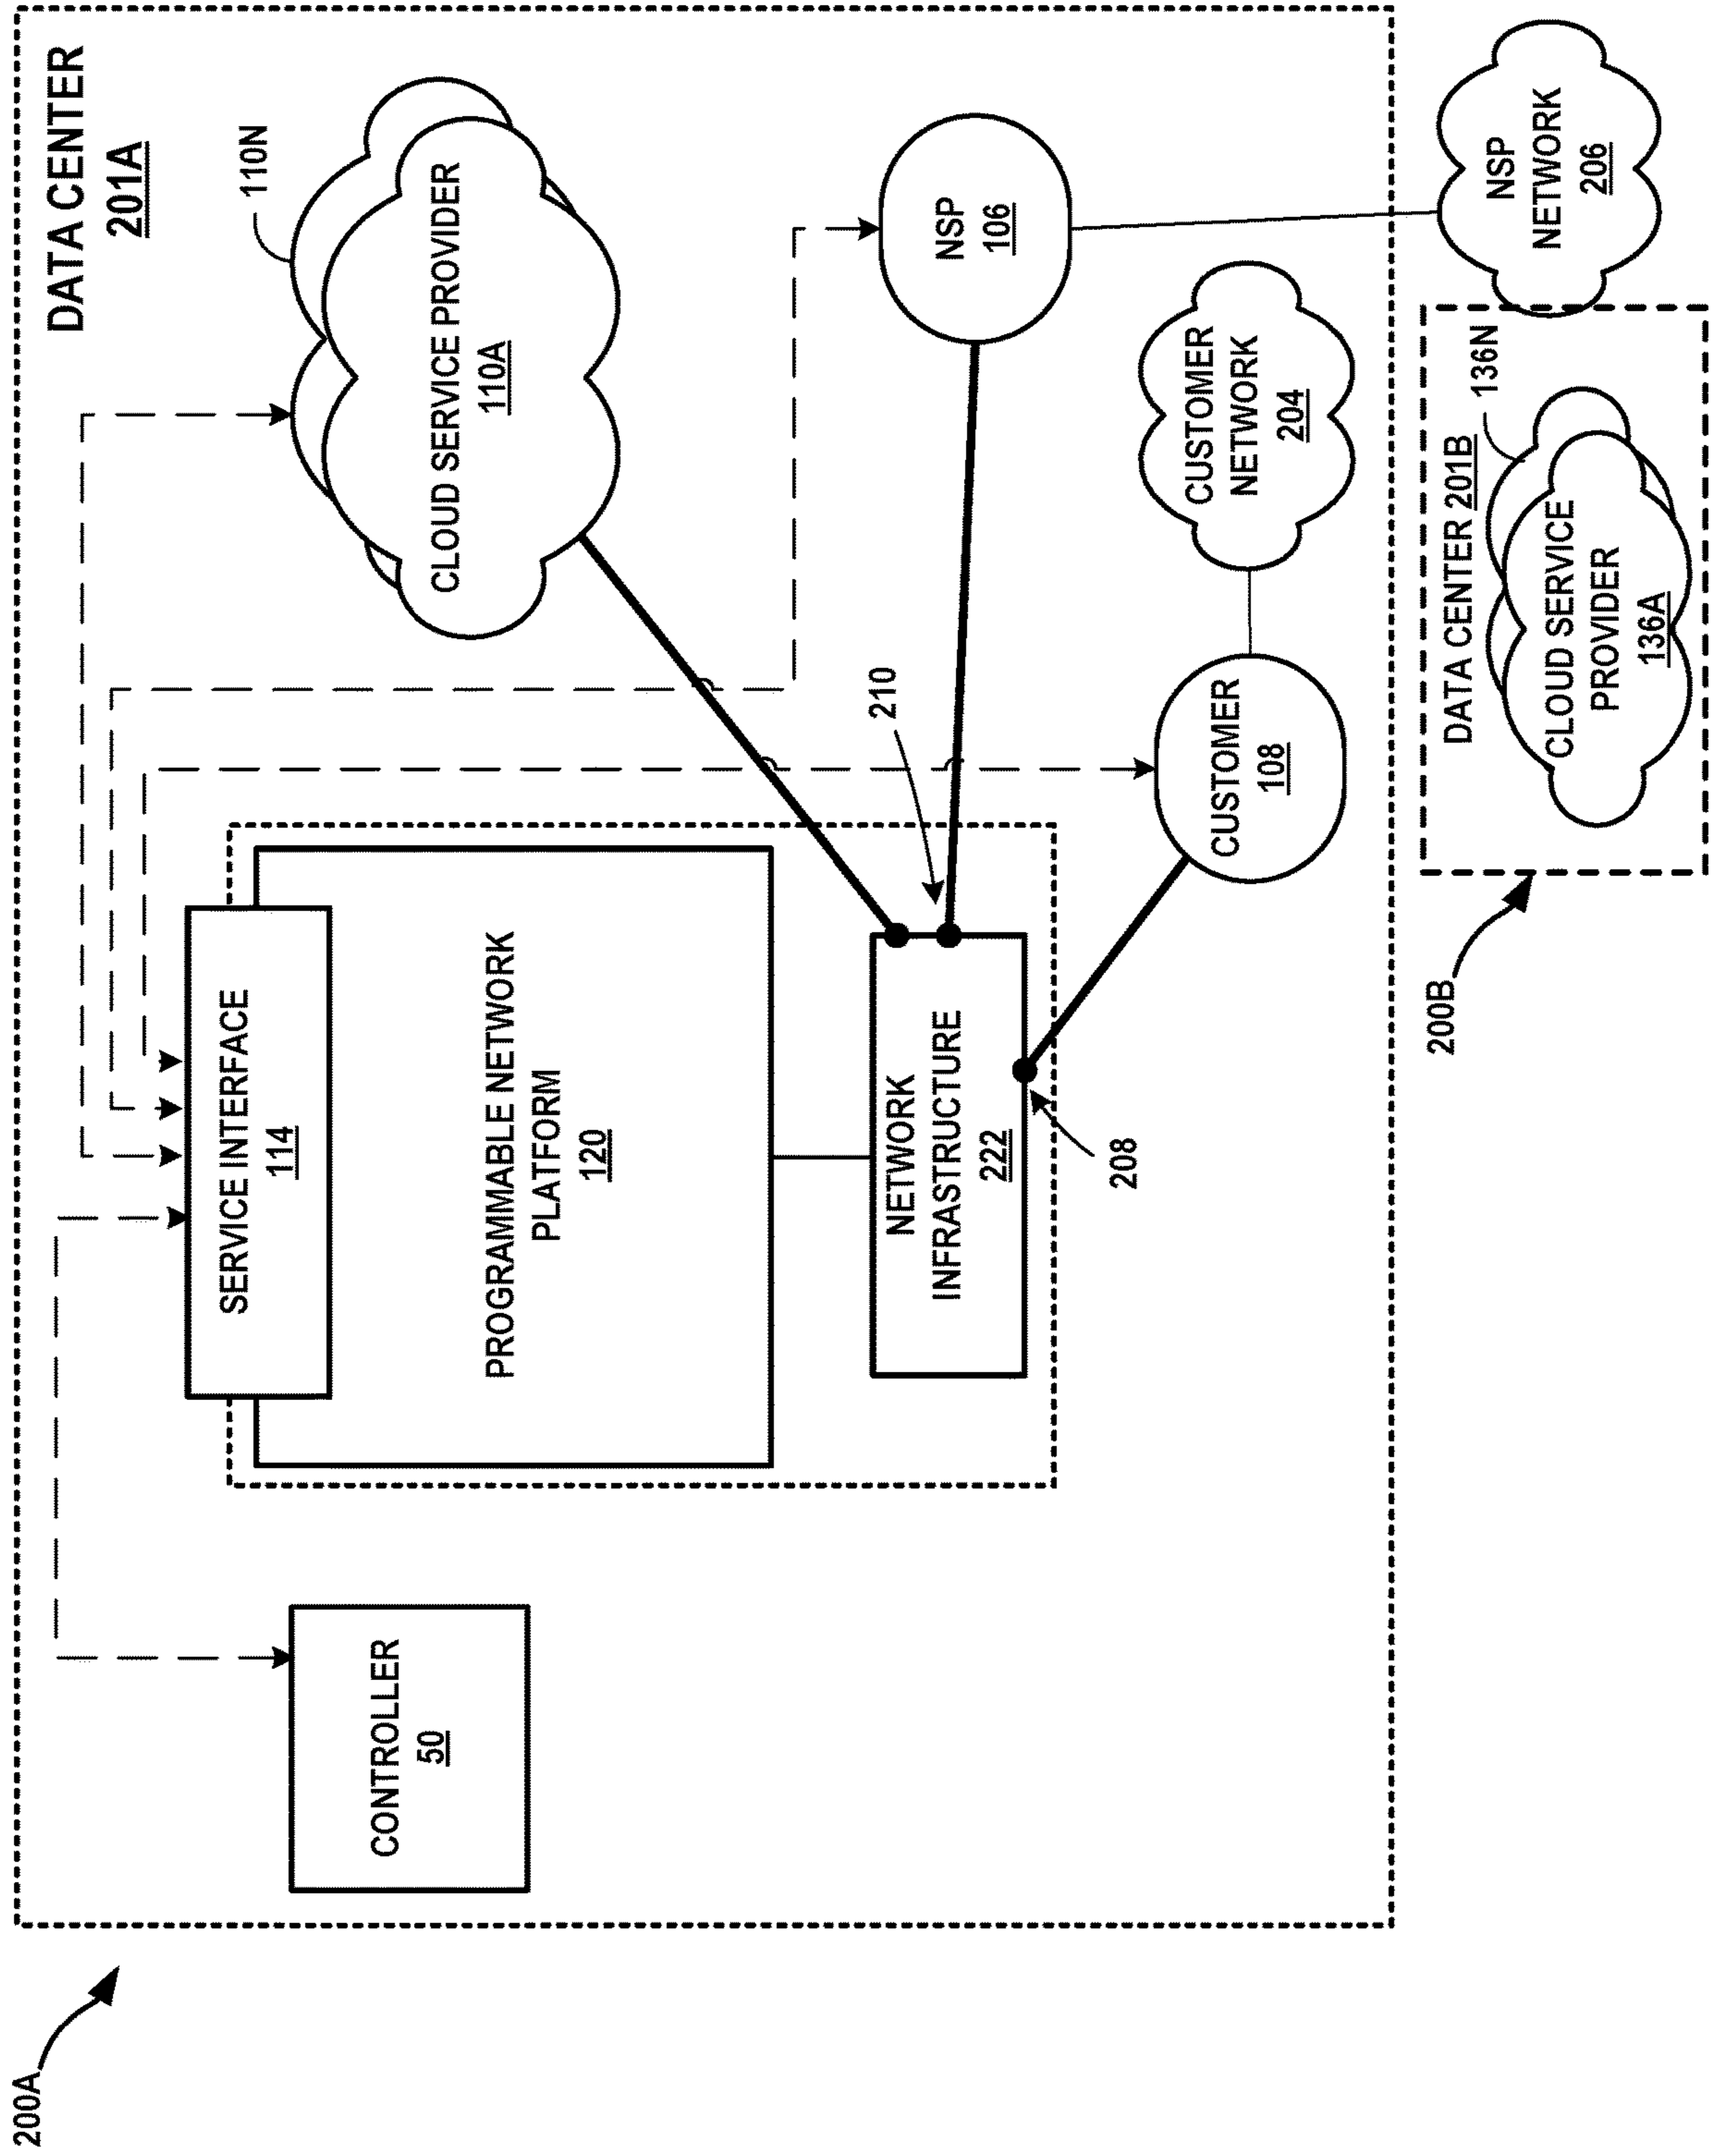 200A
DATA CENTER
201A
CONTROLLER
50
SERVICE INTERFACE
114
PROGRAMMABLE NETWORK
PLATFORM
120
NETWORK
INFRASTRUCTURE
222
208
210
110N
CLOUD SERVICE PROVIDER
110A
NSP
106
CUSTOMER
108
CUSTOMER
NETWORK
204
NSP
NETWORK
206
200B
DATA CENTER 201B
136N
CLOUD SERVICE
PROVIDER
136A